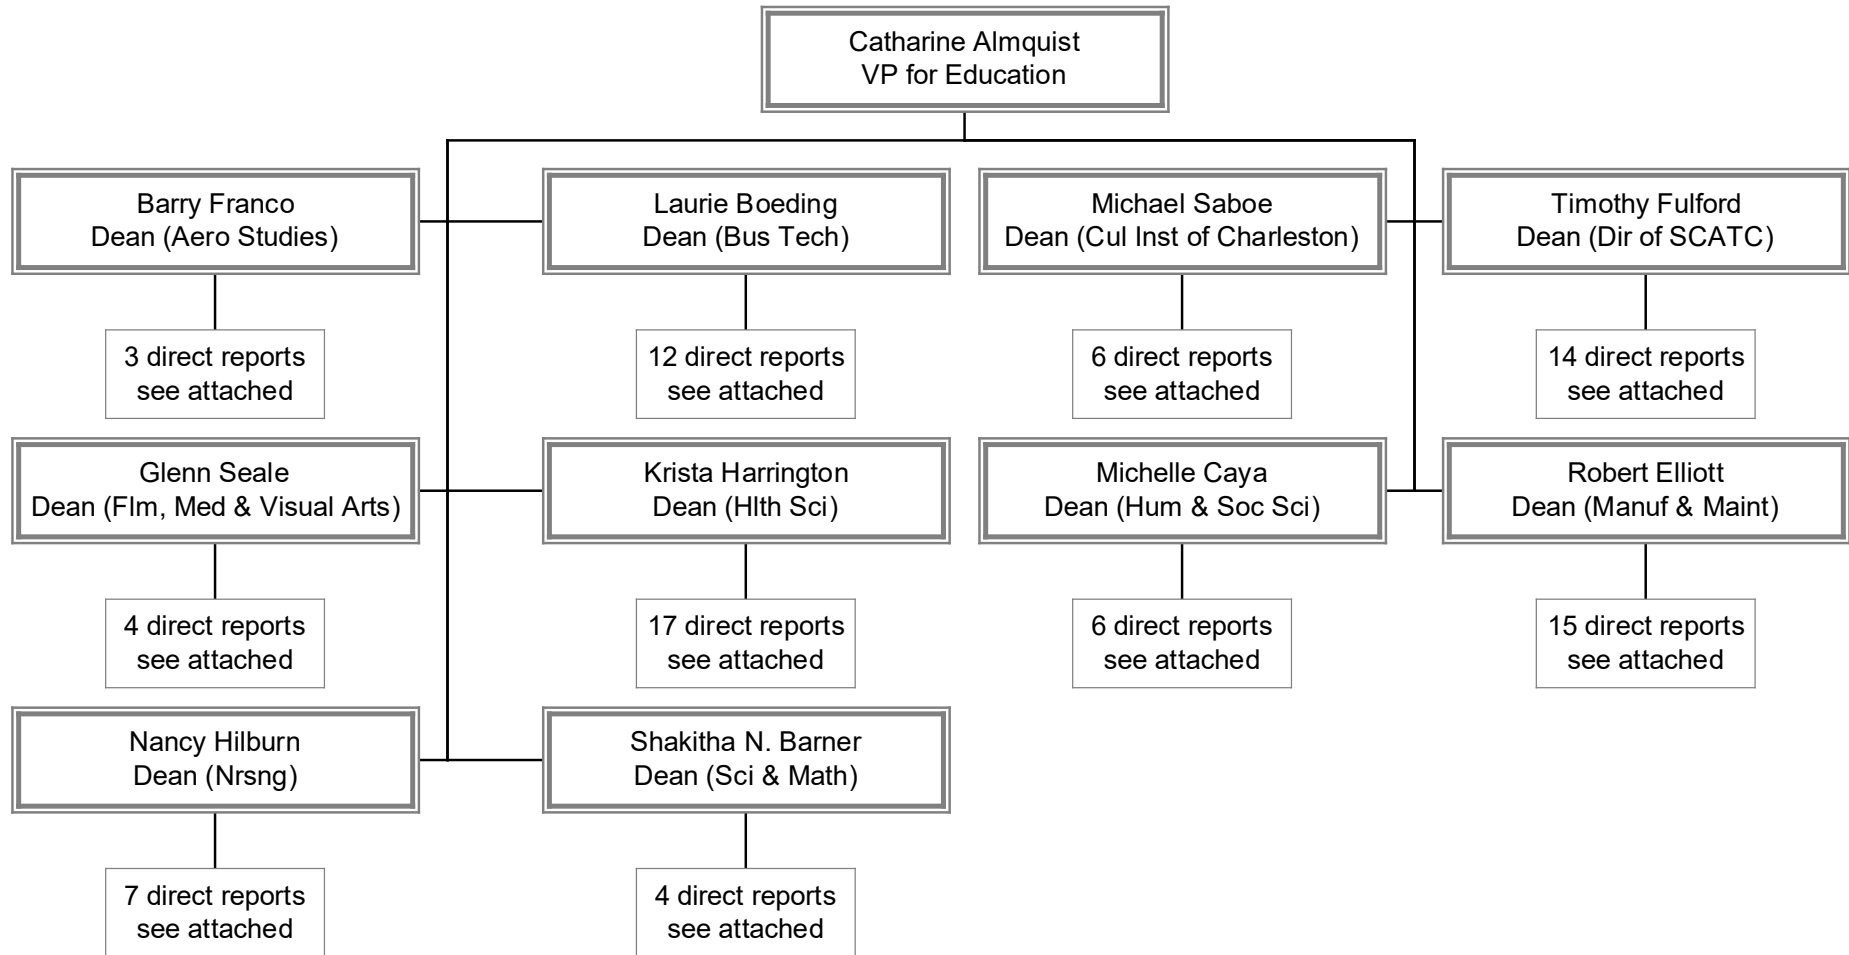 Catharine Almquist
VP for Education
Barry Franco
Dean (Aero Studies)
Laurie Boeding
Dean (Bus Tech)
Michael Saboe
Dean (Cul Inst of Charleston)
Timothy Fulford
Dean (Dir of SCATC)
3 direct reports
see attached
12 direct reports
see attached
6 direct reports
see attached
14 direct reports
see attached
Glenn Seale
Dean (Flm, Med & Visual Arts)
Krista Harrington
Dean (Hlth Sci)
Michelle Caya
Dean (Hum & Soc Sci)
Robert Elliott
Dean (Manuf & Maint)
4 direct reports
see attached
17 direct reports
see attached
6 direct reports
see attached
15 direct reports
see attached
Nancy Hilburn
Dean (Nrsng)
Shakitha N. Barner
Dean (Sci & Math)
7 direct reports
see attached
4 direct reports
see attached